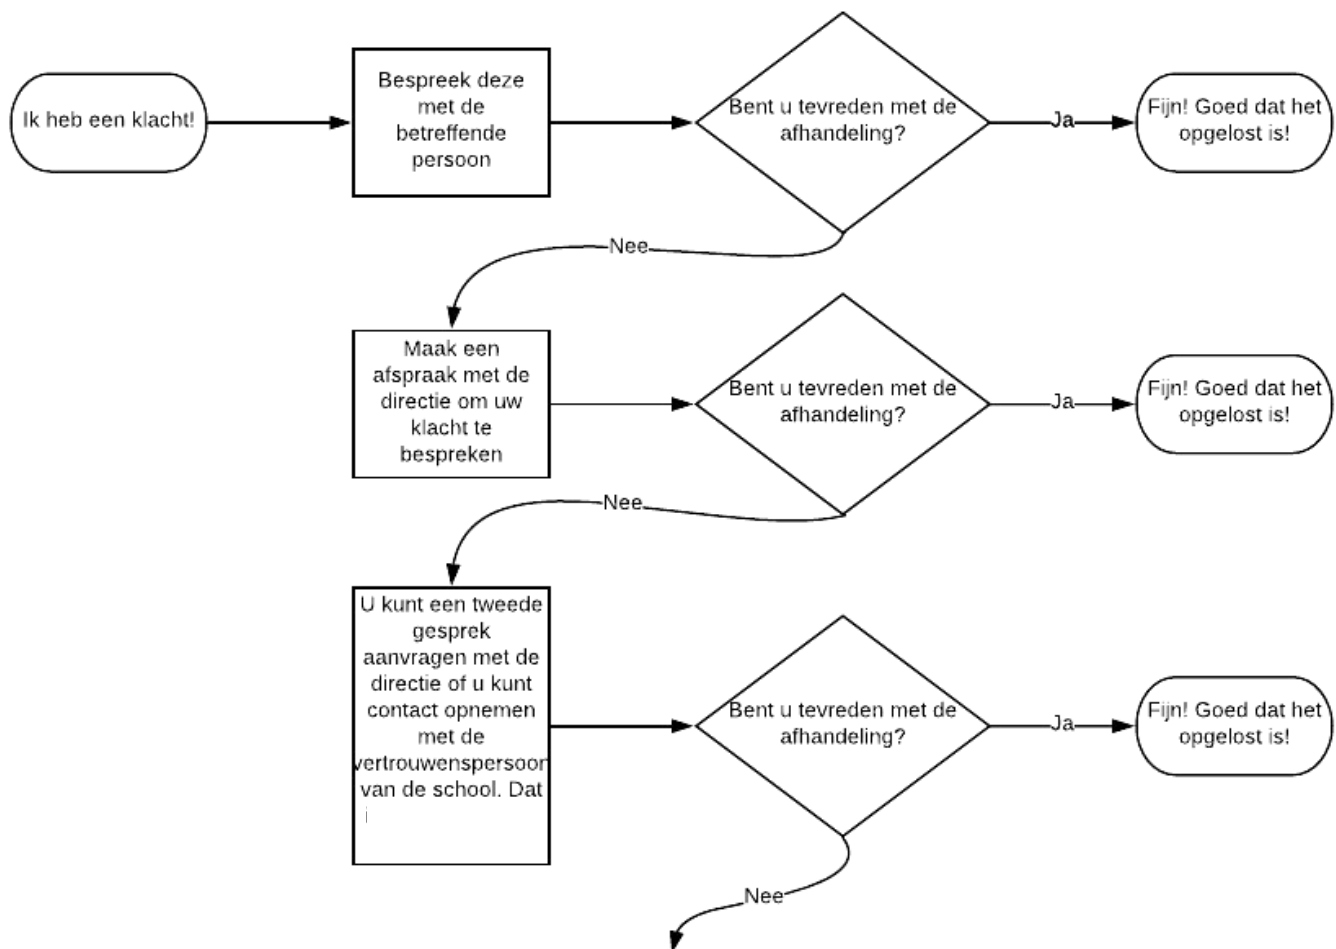 Ik heb een klacht!
Bespreek deze
met de
betreffende
persoon
Bent u tevreden met de
afhandeling?
Ja
Fijn! Goed dat het
opgelost is!
Nee
Maak een
afspraak met de
directie om uw
klacht te
bespreken
Bent u tevreden met de
afhandeling?
Ja
Fijn! Goed dat het
opgelost is!
Nee
U kunt een tweede
gesprek
aanvragen met de
directie of u kunt
contact opnemen
met de
vertrouwenspersoon
van de school. Dat
Bent u tevreden met de
afhandeling?
Ja
Fijn! Goed dat het
opgelost is!
Nee